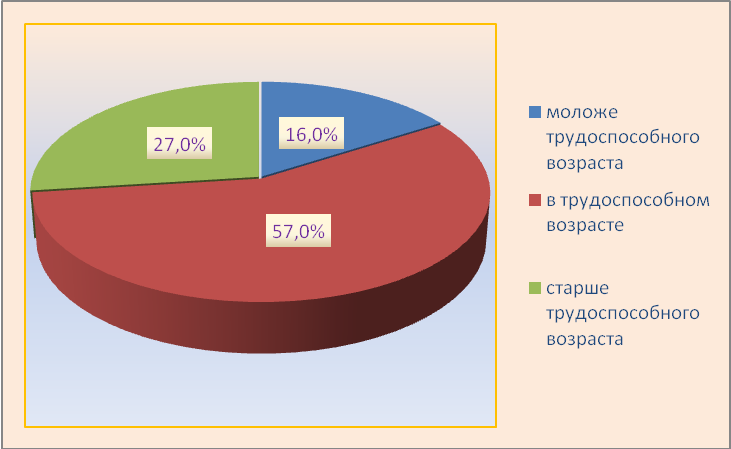 16,0%
27,0%
57,0%
моложе
трудоспособного
возраста
в трудоспособном
возрасте
старше
трудоспособного
возраста